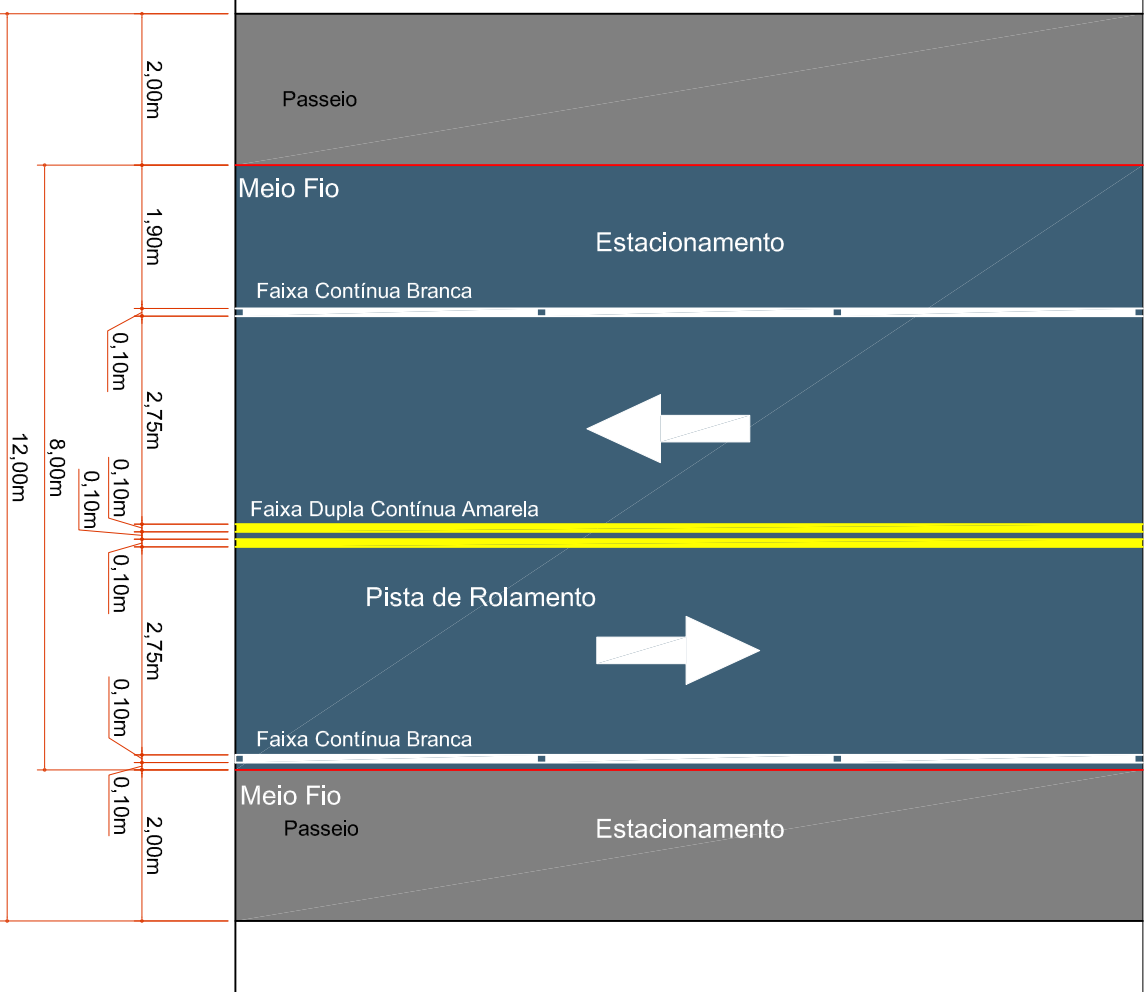 2,00m
Passeio
Meio Fio
1,90m
Estacionamento
Faixa Contínua Branca
0,10m
2,75m
12,00m
8,00m
0,10m
0,10m
Faixa Dupla Contínua Amarela
0,10m
Pista de Rolamento
2,75m
0,10m
Faixa Contínua Branca
0,10m
Meio Fio
2,00m
Passeio
Estacionamento